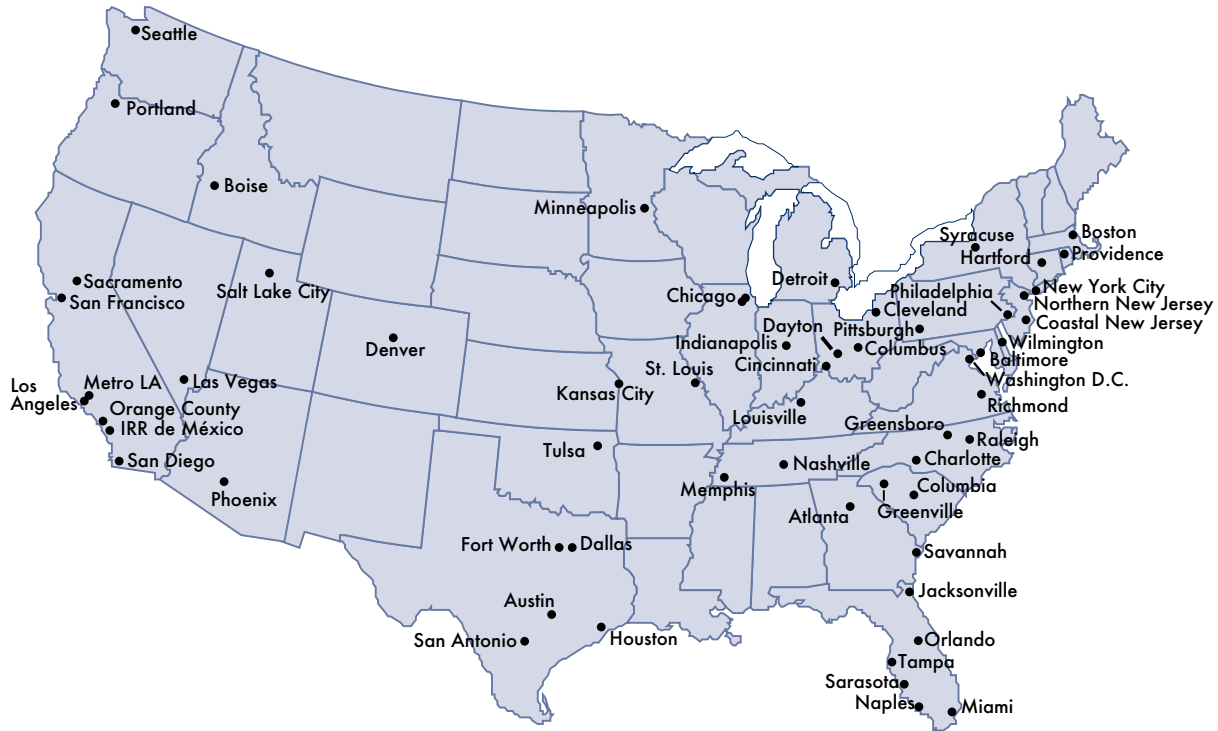 Seattle
Portland
Boise
Minneapolis
Syracuse
Boston
Hartford
Providence
Sacramento
San Francisco
Salt Lake City
Detroit
Chicago
Philadelphia
New York City
Northern New Jersey
Cleveland
Coastal New Jersey
Denver
Dayton
Pittsburgh
Indianapolis
Columbus
Wilmington
Baltimore
Cincinnati
St. Louis
Washington D.C.
Los
Angeles
Metro LA
Las Vegas
Kansas City
Louisville
Richmond
Orange County
IRR de México
Greensboro
Raleigh
San Diego
Tulsa
Nashville
Charlotte
Phoenix
Memphis
Columbia
Atlanta
Greenville
Fort Worth
Dallas
Savannah
Austin
Jacksonville
San Antonio
Houston
Orlando
Tampa
Sarasota
Naples
Miami